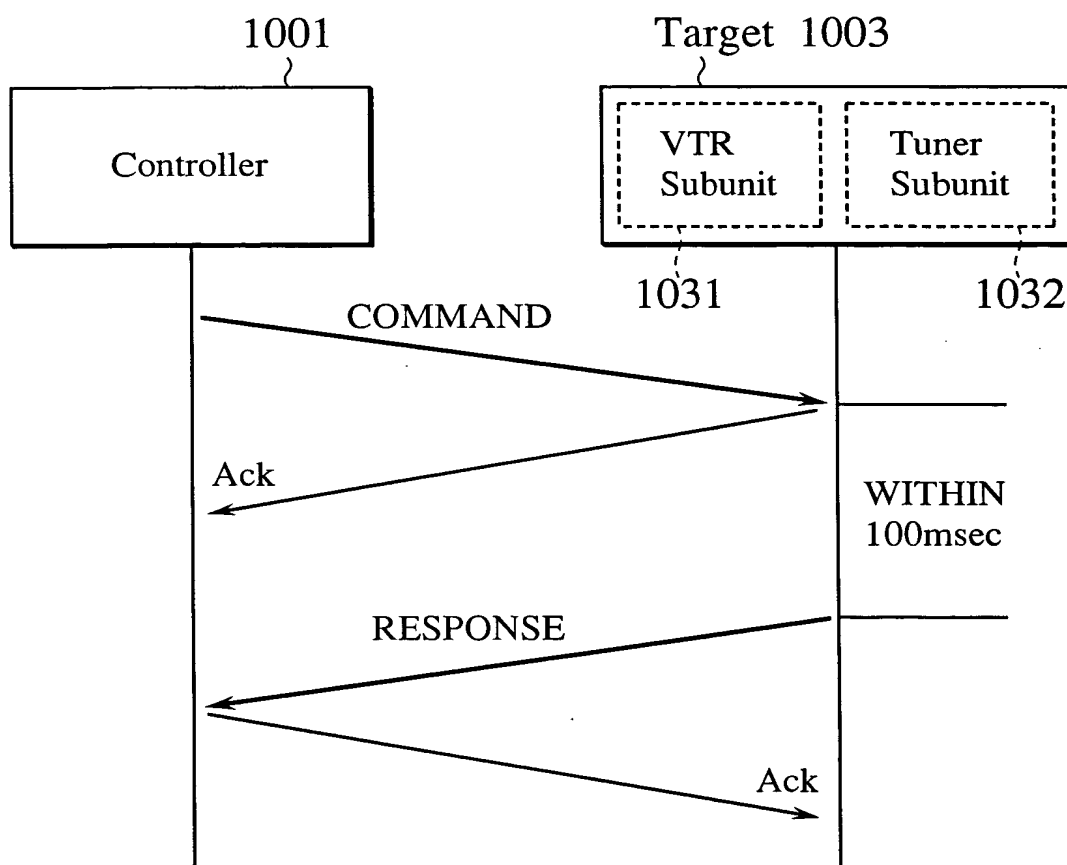 1001
Target 1003
Controller
VTR
Subunit
Tuner
Subunit
1031
1032
COMMAND
Ack
WITHIN
100msec
RESPONSE
Ack